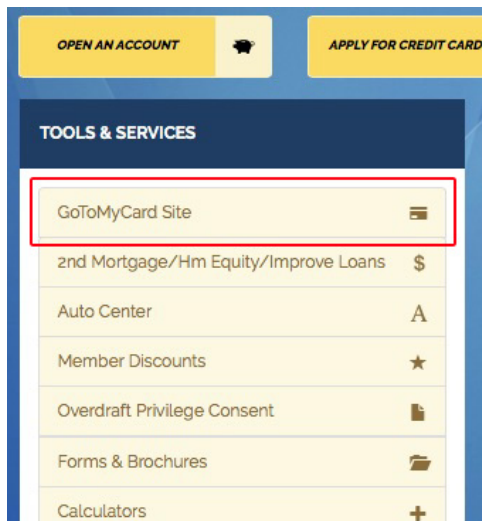 OPEN AN ACCOUNT
APPLY FOR CREDIT CARD
TOOLS & SERVICES
GoToMyCard Site
2nd Mortgage/Hm Equity/Improve Loans $
Auto Center A
Member Discounts
Overdraft Privilege Consent
Forms & Brochures
Calculators